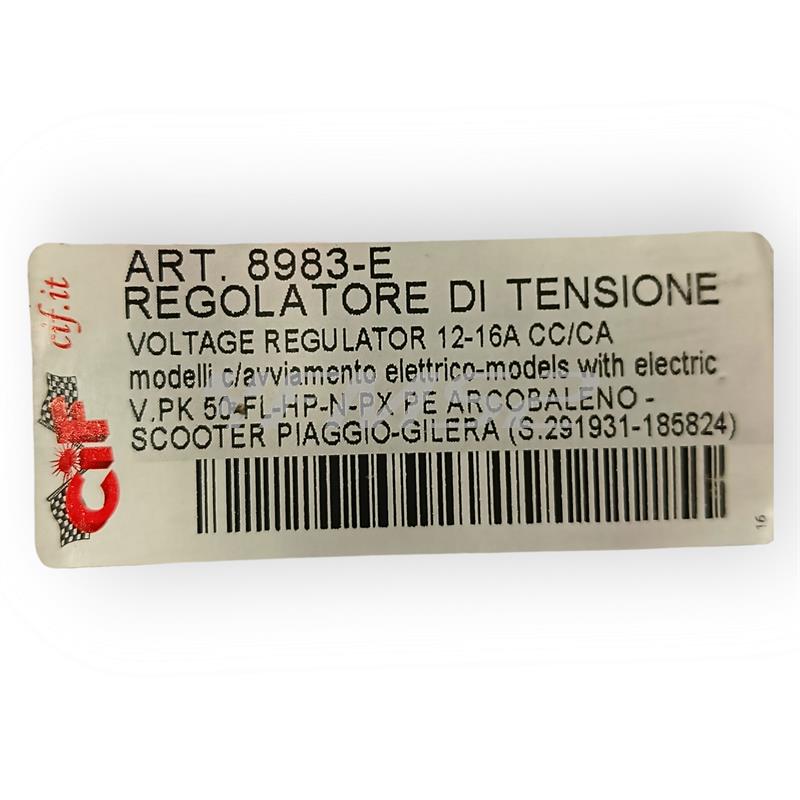 ART. 8983-E
REGOLATORE DI TENSIONE
VOLTAGE REGULATOR 12-16A CC/CA
modelli c/avviamento elettrico-models with electric
V.PK 50-FL-HP-N-PX PE ARCOBALENO -
SCOOTER PIAGGIO-GILERA (S.291931-185824)
cif.it
CIF
16